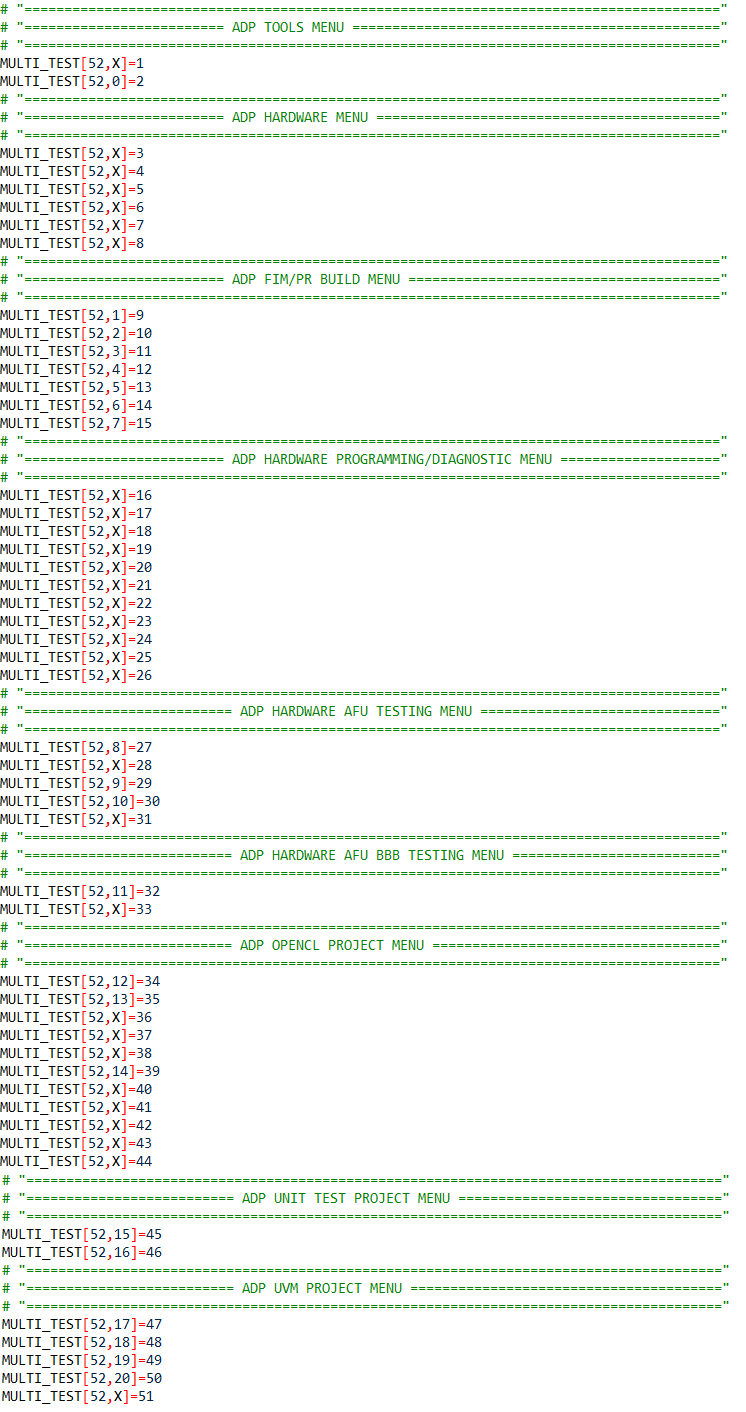 # "======================================================================================="
# "========================= ADP TOOLS MENU =============================================="
# "======================================================================================="
MULTI_TEST[52,X]=1
MULTI_TEST[52,0]=2
# "======================================================================================="
# "========================= ADP HARDWARE MENU ==========================================="
# "======================================================================================="
MULTI_TEST[52,X]=3
MULTI_TEST[52,X]=4
MULTI_TEST[52,X]=5
MULTI_TEST[52,X]=6
MULTI_TEST[52,X]=7
MULTI_TEST[52,X]=8
# "======================================================================================="
# "========================= ADP FIM/PR BUILD MENU ======================================="
# "======================================================================================="
MULTI_TEST[52,1]=9
MULTI_TEST[52,2]=10
MULTI_TEST[52,3]=11
MULTI_TEST[52,4]=12
MULTI_TEST[52,5]=13
MULTI_TEST[52,6]=14
MULTI_TEST[52,7]=15
# "======================================================================================="
# "========================= ADP HARDWARE PROGRAMMING/DIAGNOSTIC MENU ===================="
# "======================================================================================="
MULTI_TEST[52,X]=16
MULTI_TEST[52,X]=17
MULTI_TEST[52,X]=18
MULTI_TEST[52,X]=19
MULTI_TEST[52,X]=20
MULTI_TEST[52,X]=21
MULTI_TEST[52,X]=22
MULTI_TEST[52,X]=23
MULTI_TEST[52,X]=24
MULTI_TEST[52,X]=25
MULTI_TEST[52,X]=26
# "======================================================================================="
# "========================== ADP HARDWARE AFU TESTING MENU =============================="
# "======================================================================================="
MULTI_TEST[52,8]=27
MULTI_TEST[52,X]=28
MULTI_TEST[52,9]=29
MULTI_TEST[52,10]=30
MULTI_TEST[52,X]=31
# "======================================================================================="
# "========================== ADP HARDWARE AFU BBB TESTING MENU =========================="
# "======================================================================================="
MULTI_TEST[52,11]=32
MULTI_TEST[52,X]=33
# "======================================================================================="
# "========================== ADP OPENCL PROJECT MENU ===================================="
# "======================================================================================="
MULTI_TEST[52,12]=34
MULTI_TEST[52,13]=35
MULTI_TEST[52,X]=36
MULTI_TEST[52,X]=37
MULTI_TEST[52,X]=38
MULTI_TEST[52,14]=39
MULTI_TEST[52,X]=40
MULTI_TEST[52,X]=41
MULTI_TEST[52,X]=42
MULTI_TEST[52,X]=43
MULTI_TEST[52,X]=44
# "======================================================================================="
# "========================== ADP UNIT TEST PROJECT MENU ================================="
# "======================================================================================="
MULTI_TEST[52,15]=45
MULTI_TEST[52,16]=46
# "======================================================================================="
# "========================== ADP UVM PROJECT MENU ======================================="
# "======================================================================================="
MULTI_TEST[52,17]=47
MULTI_TEST[52,18]=48
MULTI_TEST[52,19]=49
MULTI_TEST[52,20]=50
MULTI_TEST[52,X]=51